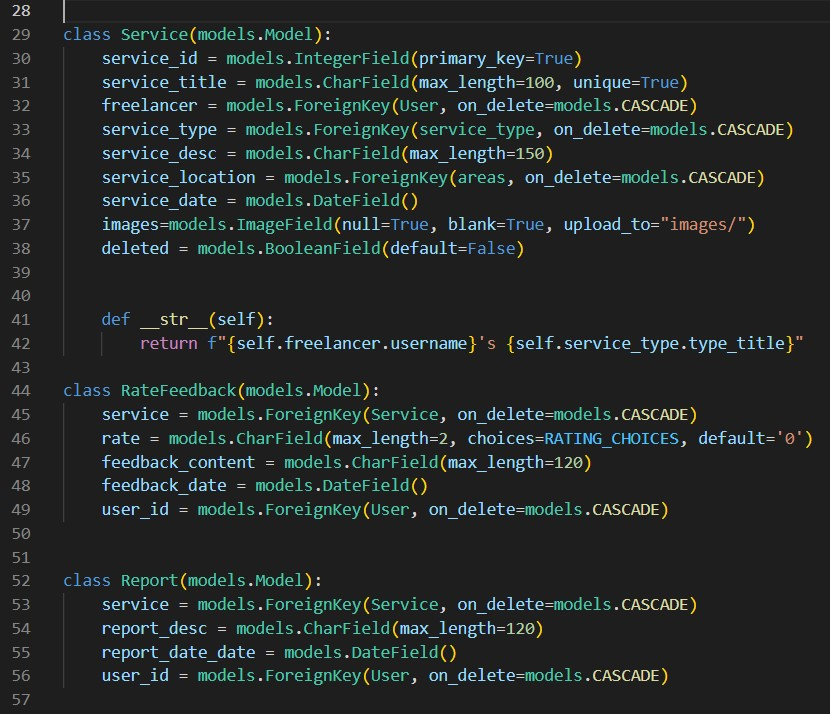 28
29 class Service(models.Model):
30     service_id = models.IntegerField(primary_key=True)
31     service_title = models.CharField(max_length=100, unique=True)
32     freelancer = models.ForeignKey(User, on_delete=models.CASCADE)
33     service_type = models.ForeignKey(service_type, on_delete=models.CASCADE)
34     service_desc = models.CharField(max_length=150)
35     service_location = models.ForeignKey(areas, on_delete=models.CASCADE)
36     service_date = models.DateField()
37     images=models.ImageField(null=True, blank=True, upload_to="images/")
38     deleted = models.BooleanField(default=False)
39
40
41     def __str__(self):
42         return f"{self.freelancer.username}'s {self.service_type.type_title}"
43
44 class RateFeedback(models.Model):
45     service = models.ForeignKey(Service, on_delete=models.CASCADE)
46     rate = models.CharField(max_length=2, choices=RATING_CHOICES, default='0')
47     feedback_content = models.CharField(max_length=120)
48     feedback_date = models.DateField()
49     user_id = models.ForeignKey(User, on_delete=models.CASCADE)
50
51
52 class Report(models.Model):
53     service = models.ForeignKey(Service, on_delete=models.CASCADE)
54     report_desc = models.CharField(max_length=120)
55     report_date_date = models.DateField()
56     user_id = models.ForeignKey(User, on_delete=models.CASCADE)
57